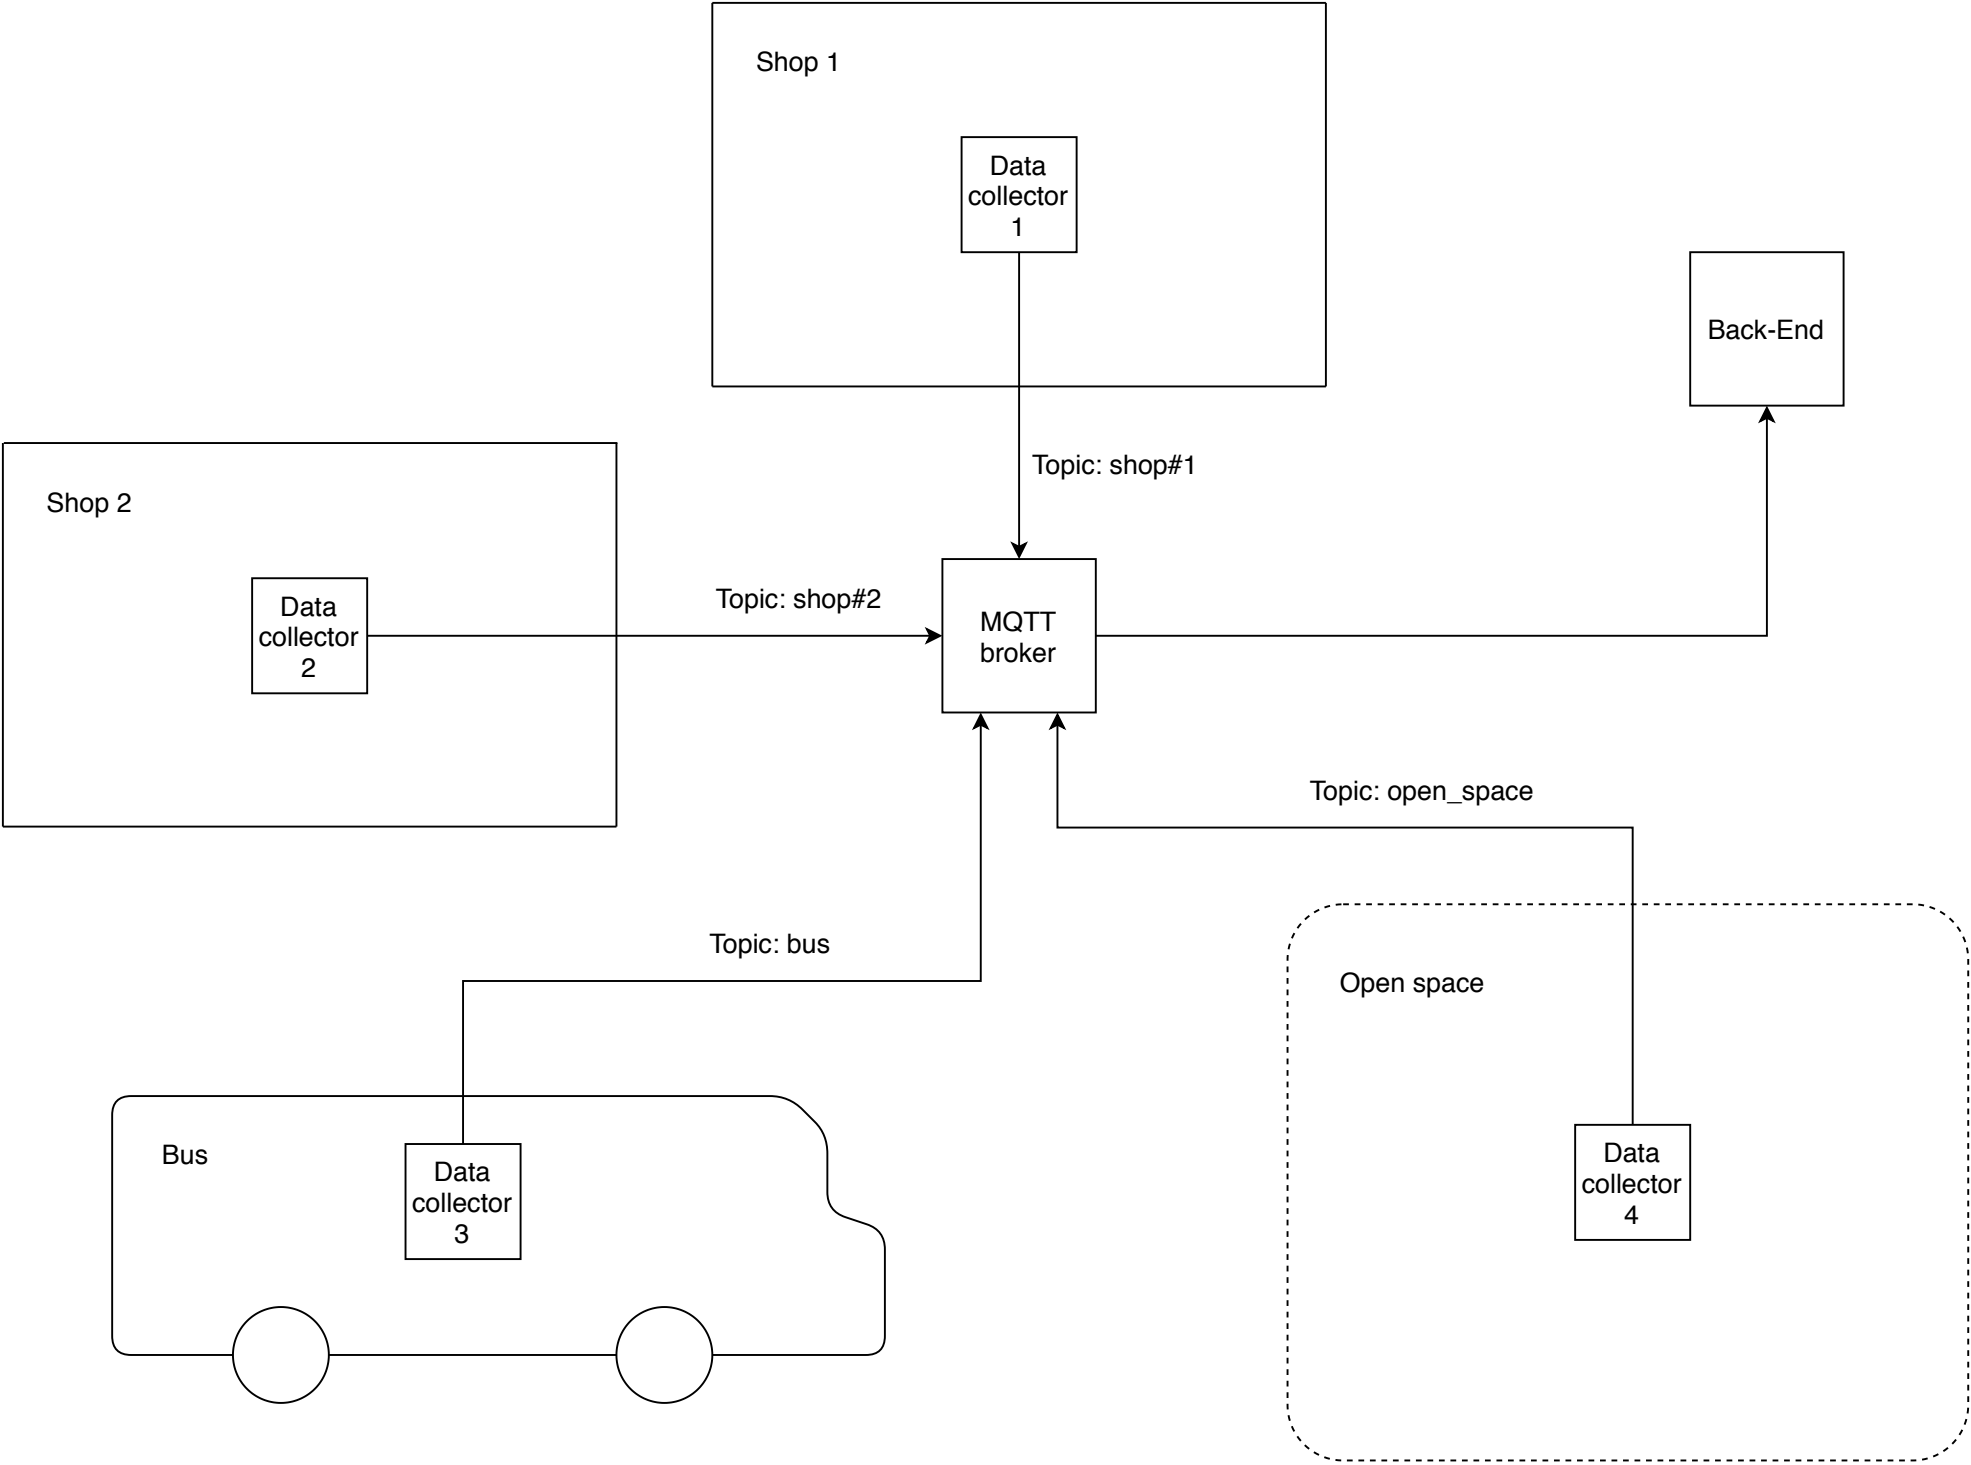 Shop 1
Data
collector
1
Back-End
Topic: shop#1
Shop 2
Data
collector
2
Topic: shop#2
MQTT
broker
Topic: open_space
Topic: bus
Open space
Bus
Data
collector
3
Data
collector
4